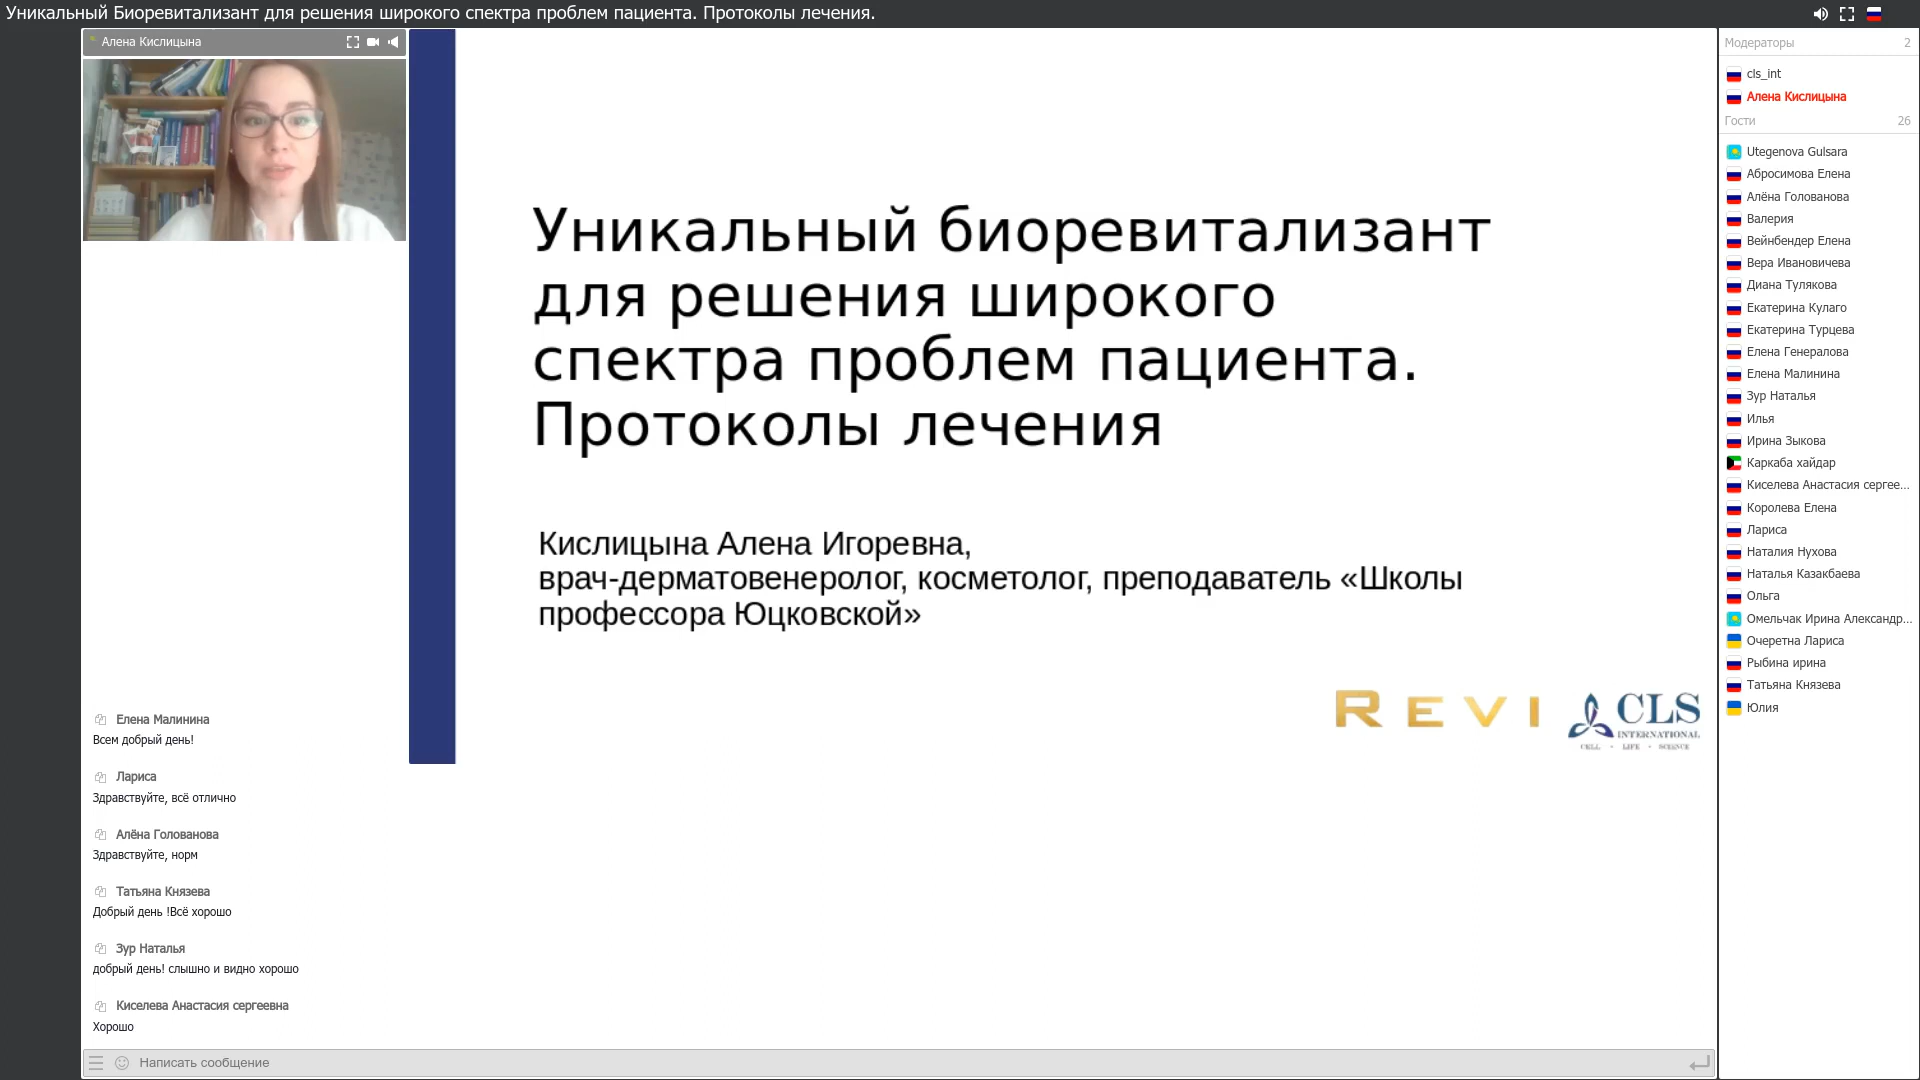 Уникальный Биоревитализант для решения широкого спектра проблем пациента. Протоколы лечения.
Алена Кислицына
Уникальный биоревитализант
для решения широкого
спектра проблем пациента.
Протоколы лечения
Кислицына Алена Игоревна,
врач-дерматовенеролог, косметолог, преподаватель «Школы
профессора Юцковской»
REVI
CLS
INTERNATIONAL
CELL • LIFE • SCIENCE
Елена Малинина
Всем добрый день!
Лариса
Здравствуйте, всё отлично
Алёна Голованова
Здравствуйте, норм
Татьяна Князева
Добрый день !Всё хорошо
Зур Наталья
добрый день! слышно и видно хорошо
Киселева Анастасия сергеевна
Хорошо
Написать сообщение
Модераторы 2
cls_int
Алена Кислицына
Гости 26
Utegenova Gulsara
Абросимова Елена
Алёна Голованова
Валерия
Вейнбендер Елена
Вера Ивановичева
Диана Тулякова
Екатерина Кулаго
Екатерина Турцева
Елена Генералова
Елена Малинина
Зур Наталья
Илья
Ирина Зыкова
Каркаба хайдар
Киселева Анастасия сергее...
Королева Елена
Лариса
Наталия Нухова
Наталья Казакбаева
Ольга
Омельчак Ирина Александр...
Очеретна Лариса
Рыбина ирина
Татьяна Князева
Юлия